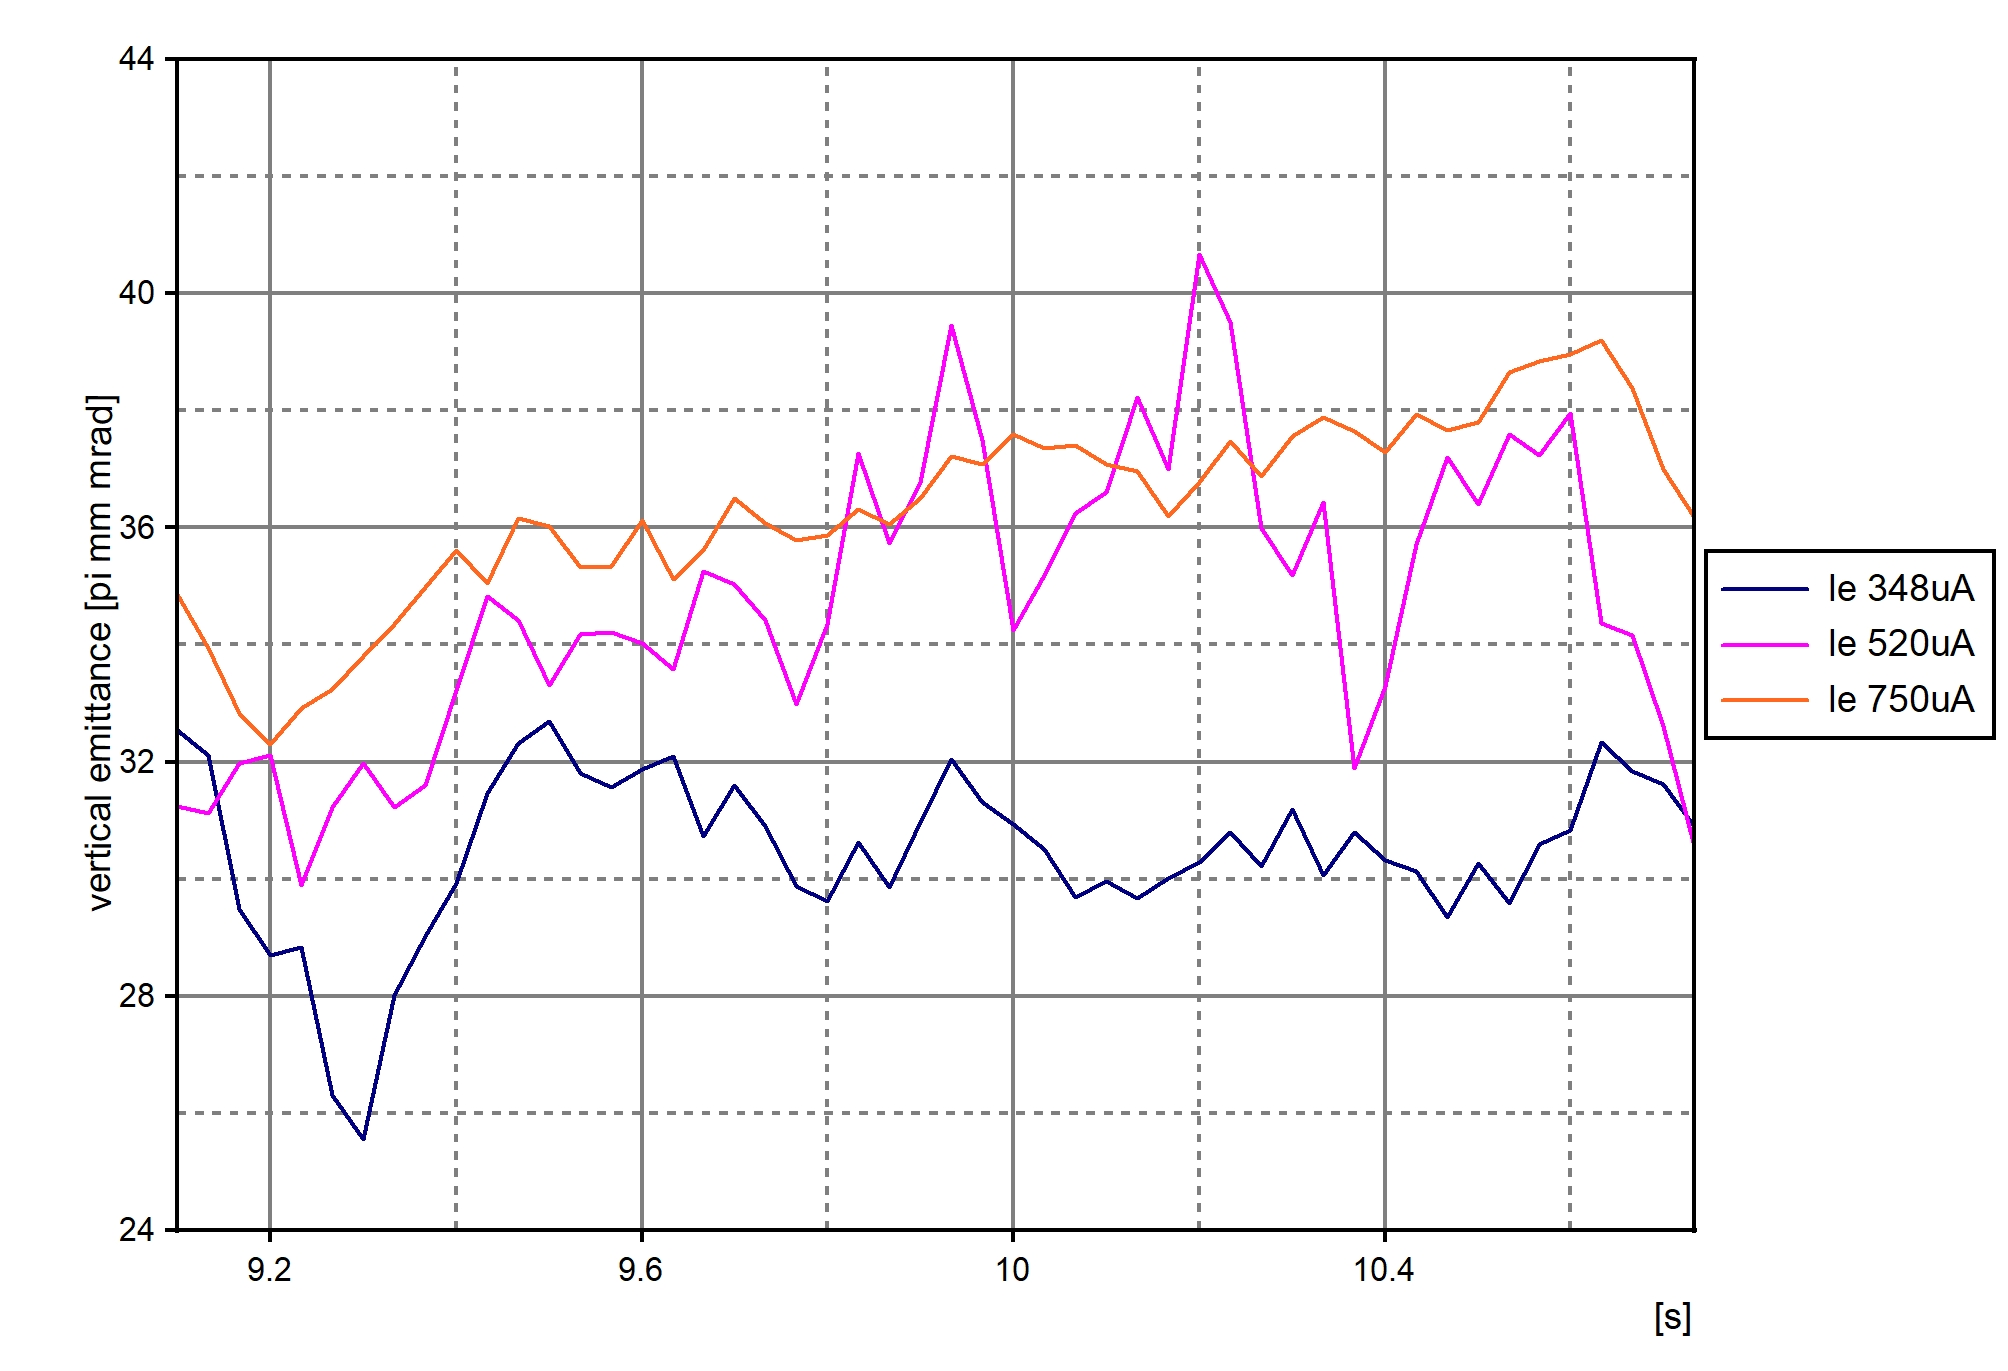 44
40
36
32
28
24
vertical emittance [pi mm mrad]
9.2
9.6
10
10.4
[s]
Ie 348uA
Ie 520uA
Ie 750uA